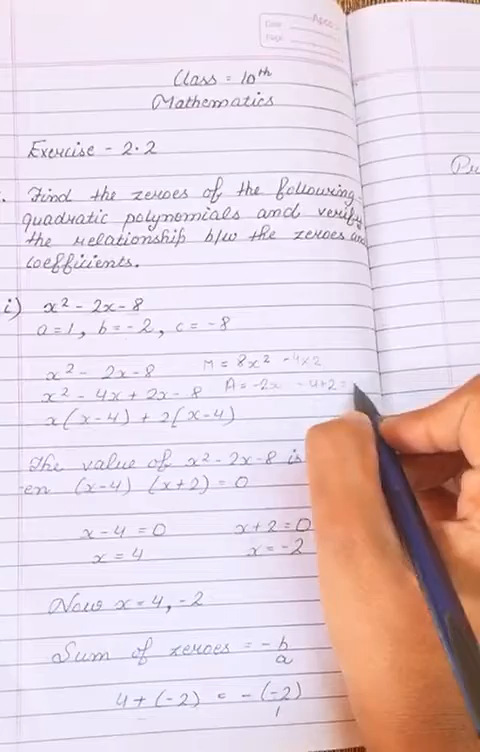 Class = 10th
Mathematics
Exercise - 2.2
Find the zeroes of the following
quadratic polynomials and verify
the relationship b/w the zeroes and
coefficients.
i) x² - 2x - 8
a = 1, b = -2, c = -8
x² - 2x - 8 M = 8x² -4x2
x² - 4x + 2x - 8 A = -2x -4+2=
x(x-4) + 2(x-4)
The value of x² - 2x - 8 is
en (x-4) (x+2) = 0
x - 4 = 0 x + 2 = 0
x = 4 x = -2
Now x = 4, -2
Sum of zeroes = -b/a
4 + (-2) = -(-2)/1